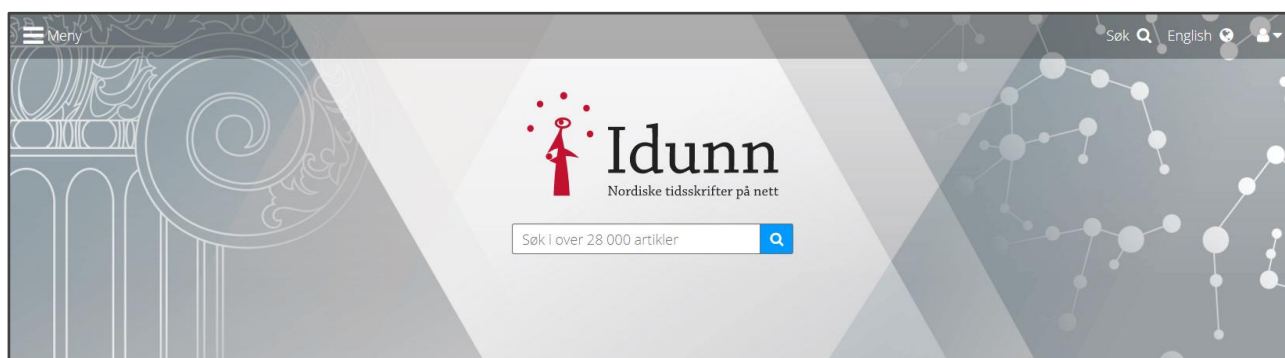 Meny
Søk English
Idunn
Nordiske tidsskrifter på nett
Søk i over 28 000 artikler